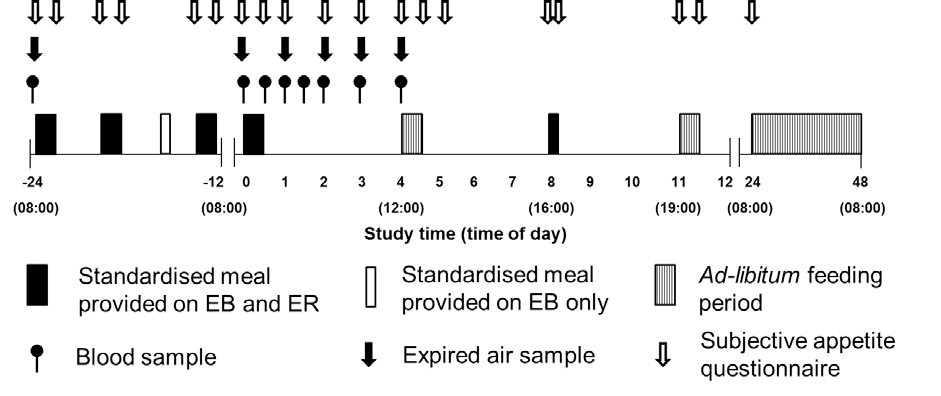 -24 -12 0 1 2 3 4 5 6 7 8 9 10 11 12 24 48
(08:00) (08:00) (12:00) (16:00) (19:00) (08:00) (08:00)
Study time (time of day)
Standardised meal
provided on EB and ER
Standardised meal
provided on EB only
Ad-libitum feeding
period
Blood sample
Expired air sample
Subjective appetite
questionnaire